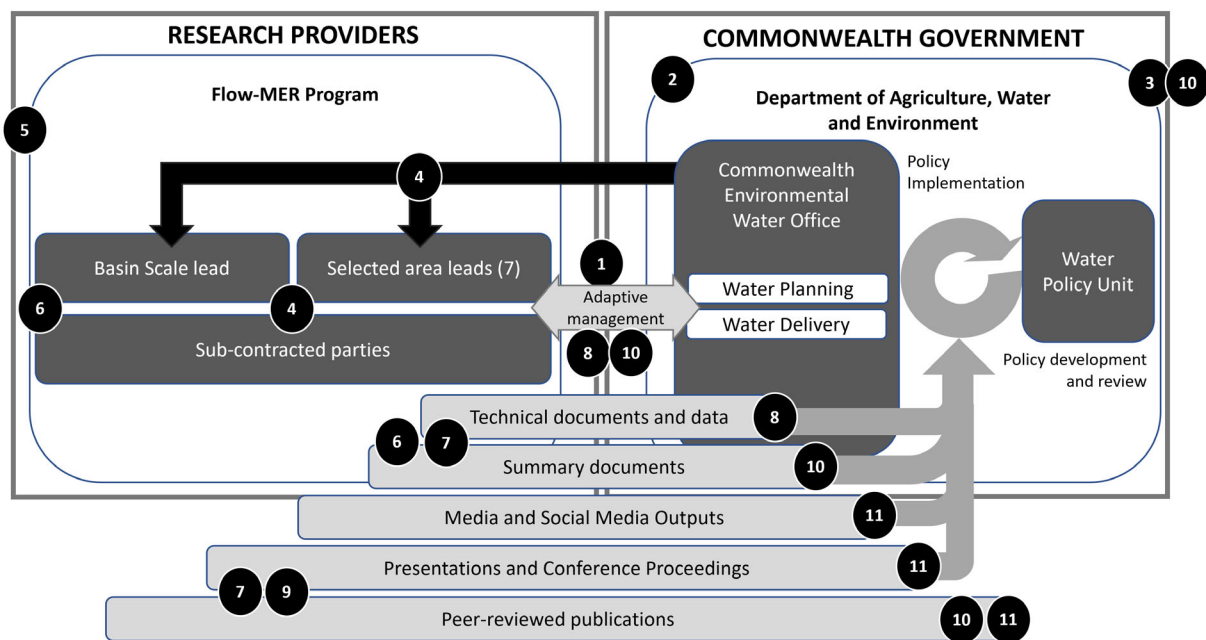 RESEARCH PROVIDERS
COMMONWEALTH GOVERNMENT
2
3
10
Flow-MER Program
Department of Agriculture, Water
and Environment
5
4
Commonwealth
Environmental
Water Office
Policy
Implementation
Basin Scale lead
Selected area leads (7)
1
Water
Policy Unit
6
4
Adaptive
management
Water Planning
Water Delivery
8
10
Sub-contracted parties
Policy development
and review
Technical documents and data
8
6
7
Summary documents
10
Media and Social Media Outputs
11
Presentations and Conference Proceedings
11
7
9
Peer-reviewed publications
10
11